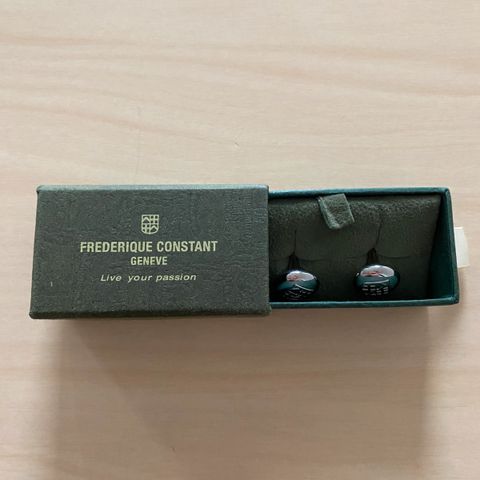 FREDERIQUE CONSTANT
GENEVE
Live your passion